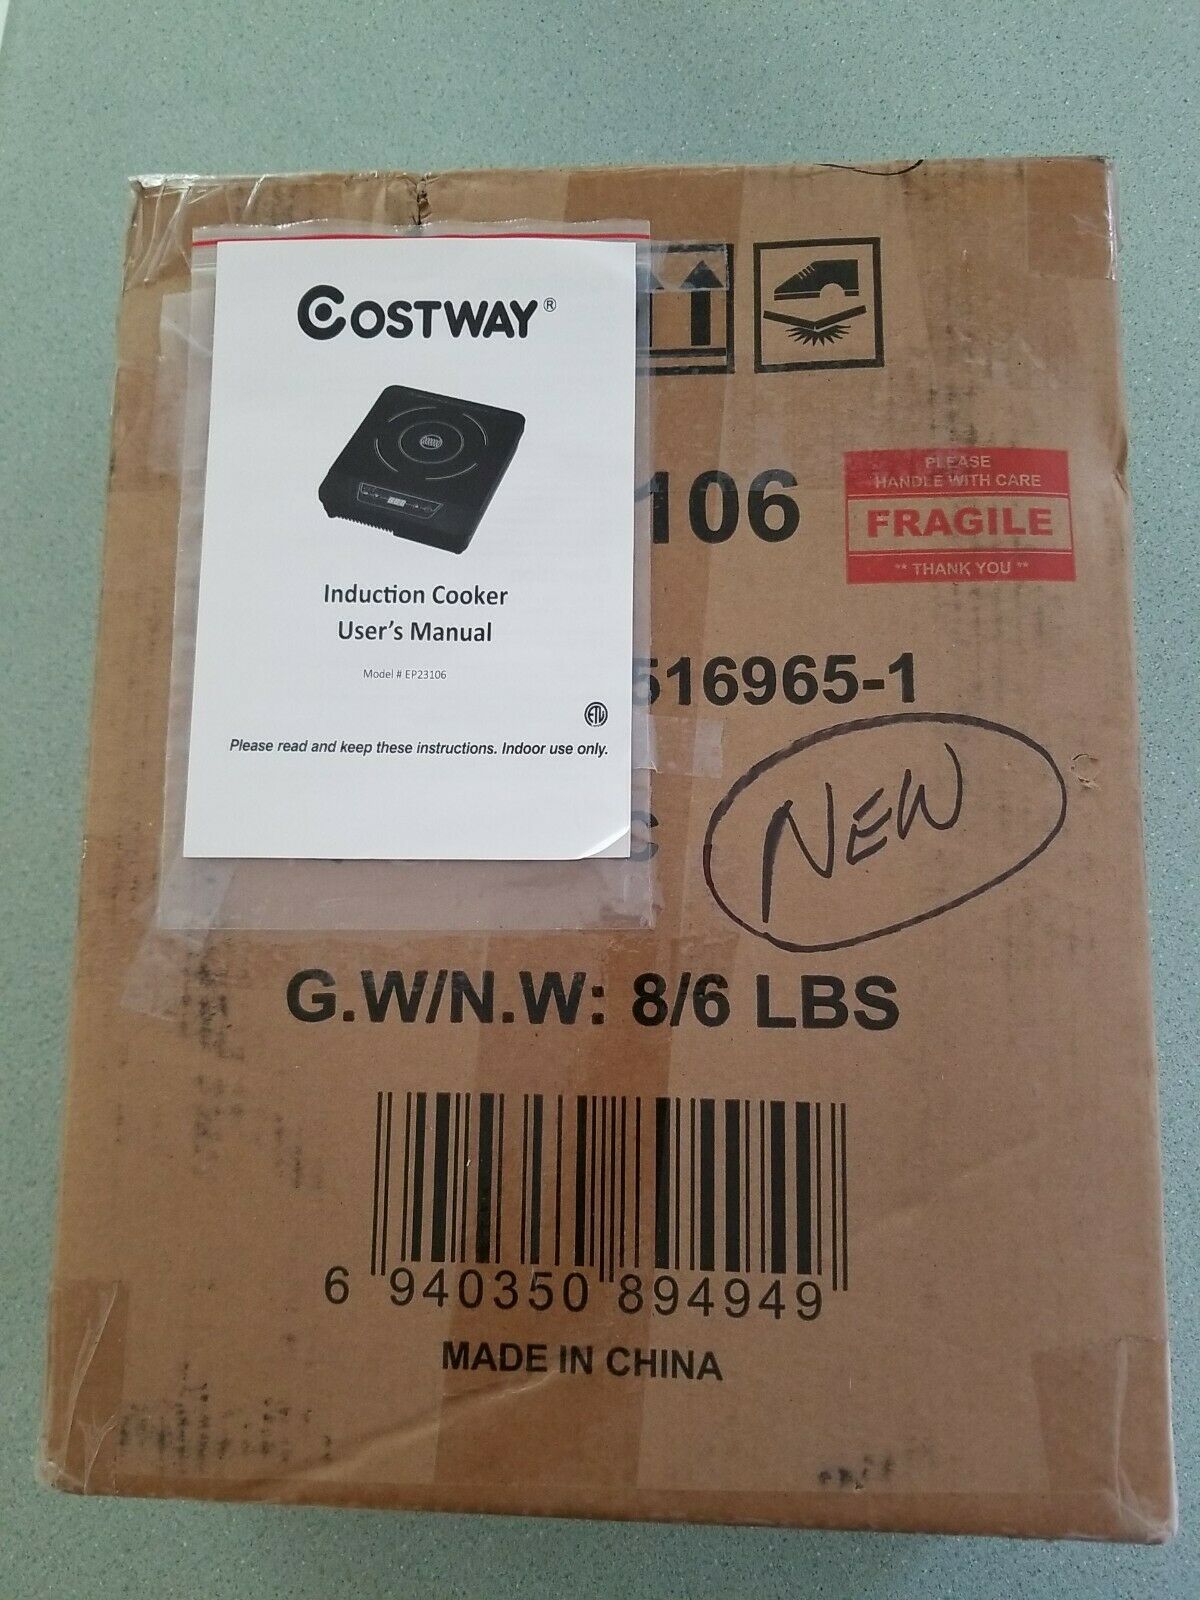 COSTWAY®
Induction Cooker
User's Manual
Model # EP23106
ETL
Please read and keep these instructions. Indoor use only.
106
PLEASE
HANDLE WITH CARE
FRAGILE
** THANK YOU **
516965-1
C
NEW
G.W/N.W: 8/6 LBS
6 940350 894949
MADE IN CHINA